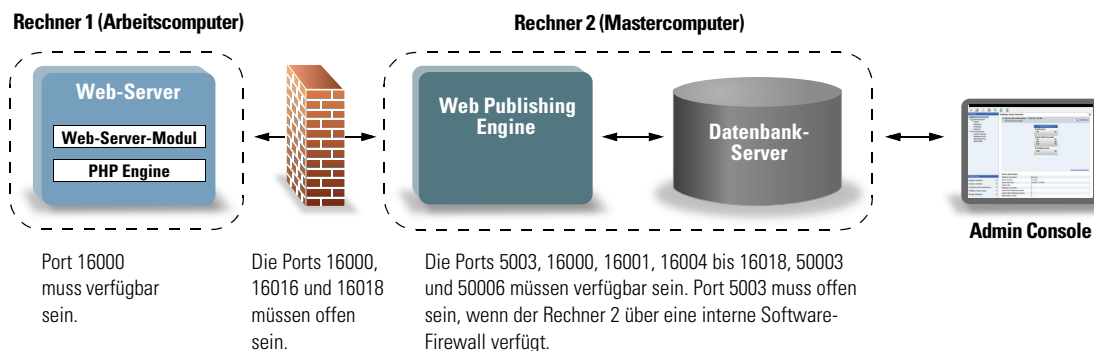 Rechner 1 (Arbeitscomputer)
Rechner 2 (Mastercomputer)
Web-Server
Web-Server-Modul
PHP Engine
Web Publishing
Engine
Datenbank-
Server
Admin Console
Port 16000
muss verfügbar
sein.
Die Ports 16000,
16016 und 16018
müssen offen
sein.
Die Ports 5003, 16000, 16001, 16004 bis 16018, 50003
und 50006 müssen verfügbar sein. Port 5003 muss offen
sein, wenn der Rechner 2 über eine interne Software-
Firewall verfügt.